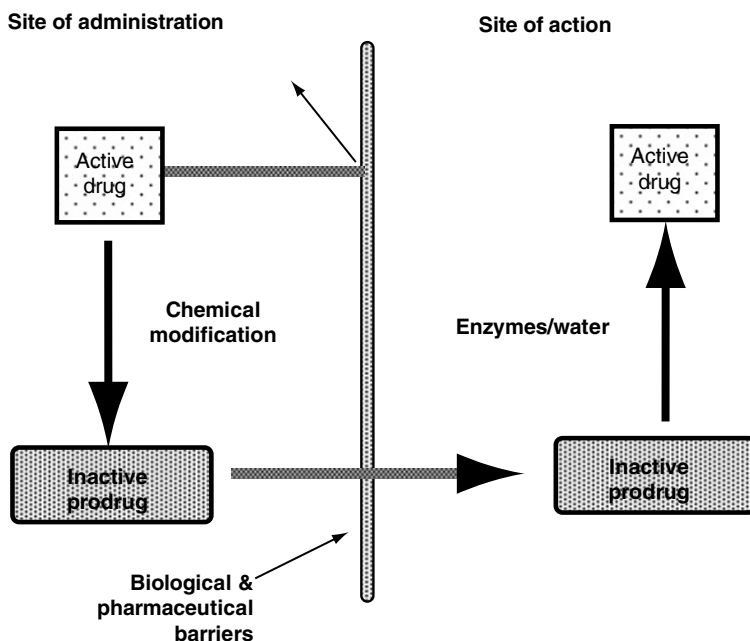 Site of administration
Site of action
Active
drug
Active
drug
Chemical
modification
Enzymes/water
Inactive
prodrug
Inactive
prodrug
Biological &
pharmaceutical
barriers